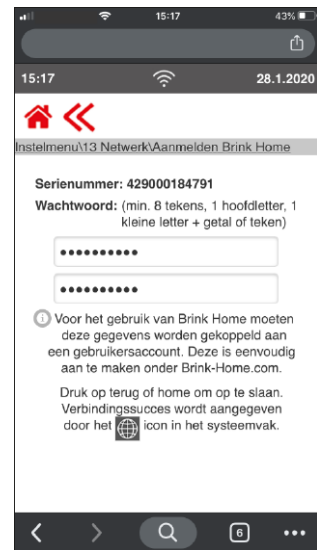 15:17
43%
15:17
28.1.2020
Instelmenu\13 Netwerk\Aanmelden Brink Home
Serienummer: 429000184791
Wachtwoord: (min. 8 tekens, 1 hoofdletter, 1
kleine letter + getal of teken)
••••••••••
••••••••••
Voor het gebruik van Brink Home moeten
deze gegevens worden gekoppeld aan
een gebruikersaccount. Deze is eenvoudig
aan te maken onder Brink-Home.com.
Druk op terug of home om op te slaan.
Verbindingssucces wordt aangegeven
door het icon in het systeemvak.
6